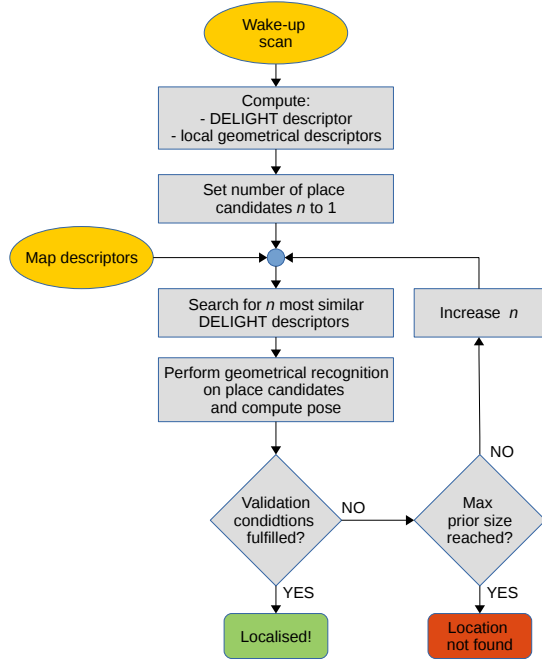 Wake-up
scan
Compute:
- DELIGHT descriptor
- local geometrical descriptors
Set number of place
candidates n to 1
Map descriptors
Search for n most similar
DELIGHT descriptors
Increase n
Perform geometrical recognition
on place candidates
and compute pose
NO
Validation
condidtions
fulfilled?
NO
Max
prior size
reached?
YES
YES
Localised!
Location
not found